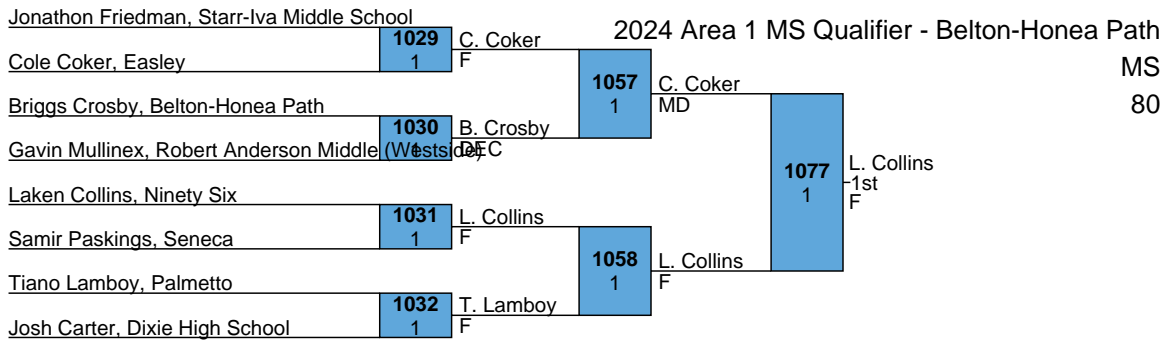 2024 Area 1 MS Qualifier - Belton-Honea Path
MS
80
Jonathon Friedman, Starr-Iva Middle School
1029
1
Cole Coker, Easley
C. Coker
F
Briggs Crosby, Belton-Honea Path
1030
1
Gavin Mullinex, Robert Anderson Middle (Westside)
B. Crosby
DEC
1057
1
C. Coker
MD
Laken Collins, Ninety Six
1031
1
Samir Paskings, Seneca
L. Collins
F
Tiano Lamboy, Palmetto
1032
1
Josh Carter, Dixie High School
T. Lamboy
F
1058
1
L. Collins
F
1077
1
L. Collins
1st
F